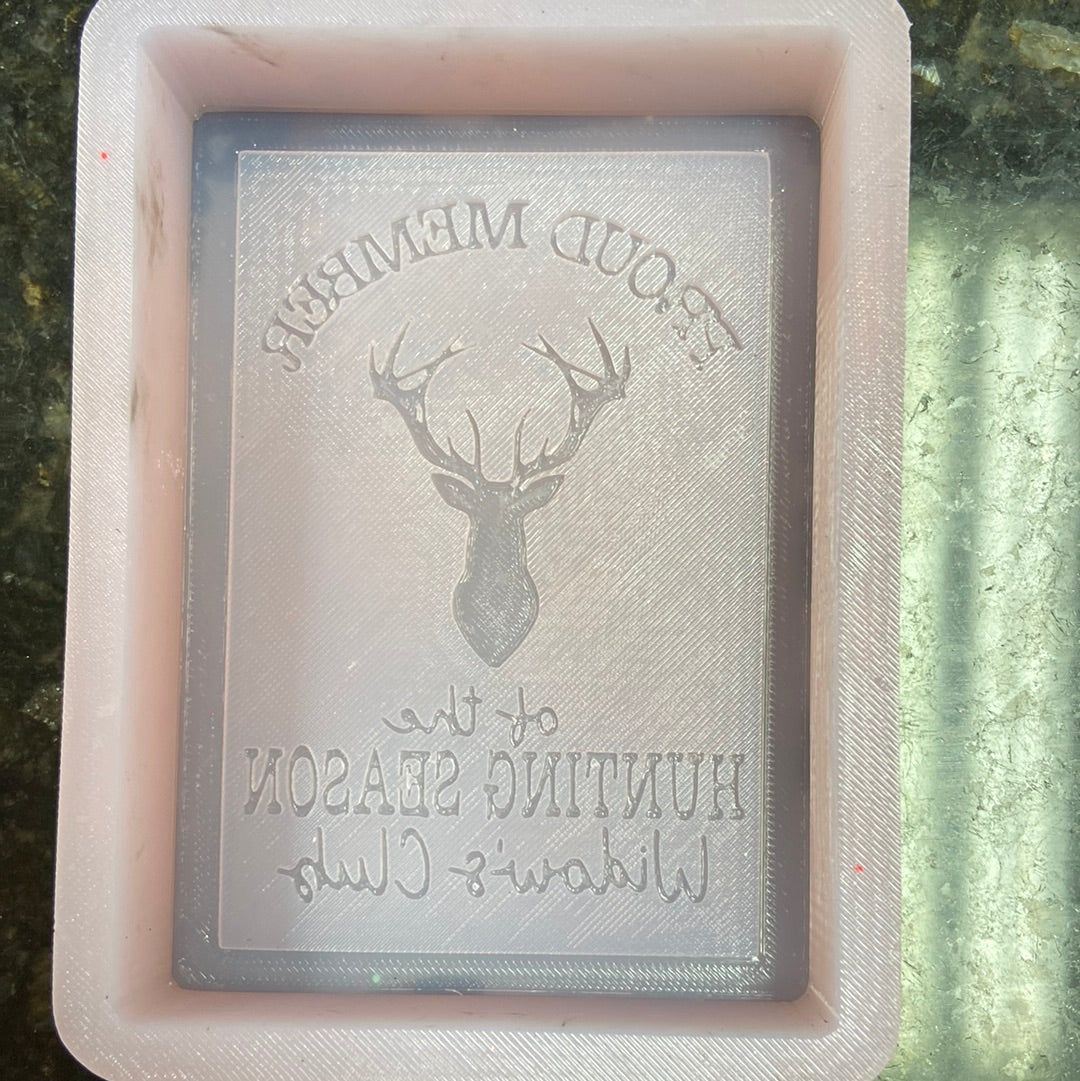 PROUD MEMBER
of the
HUNTING SEASON
Widow's Club